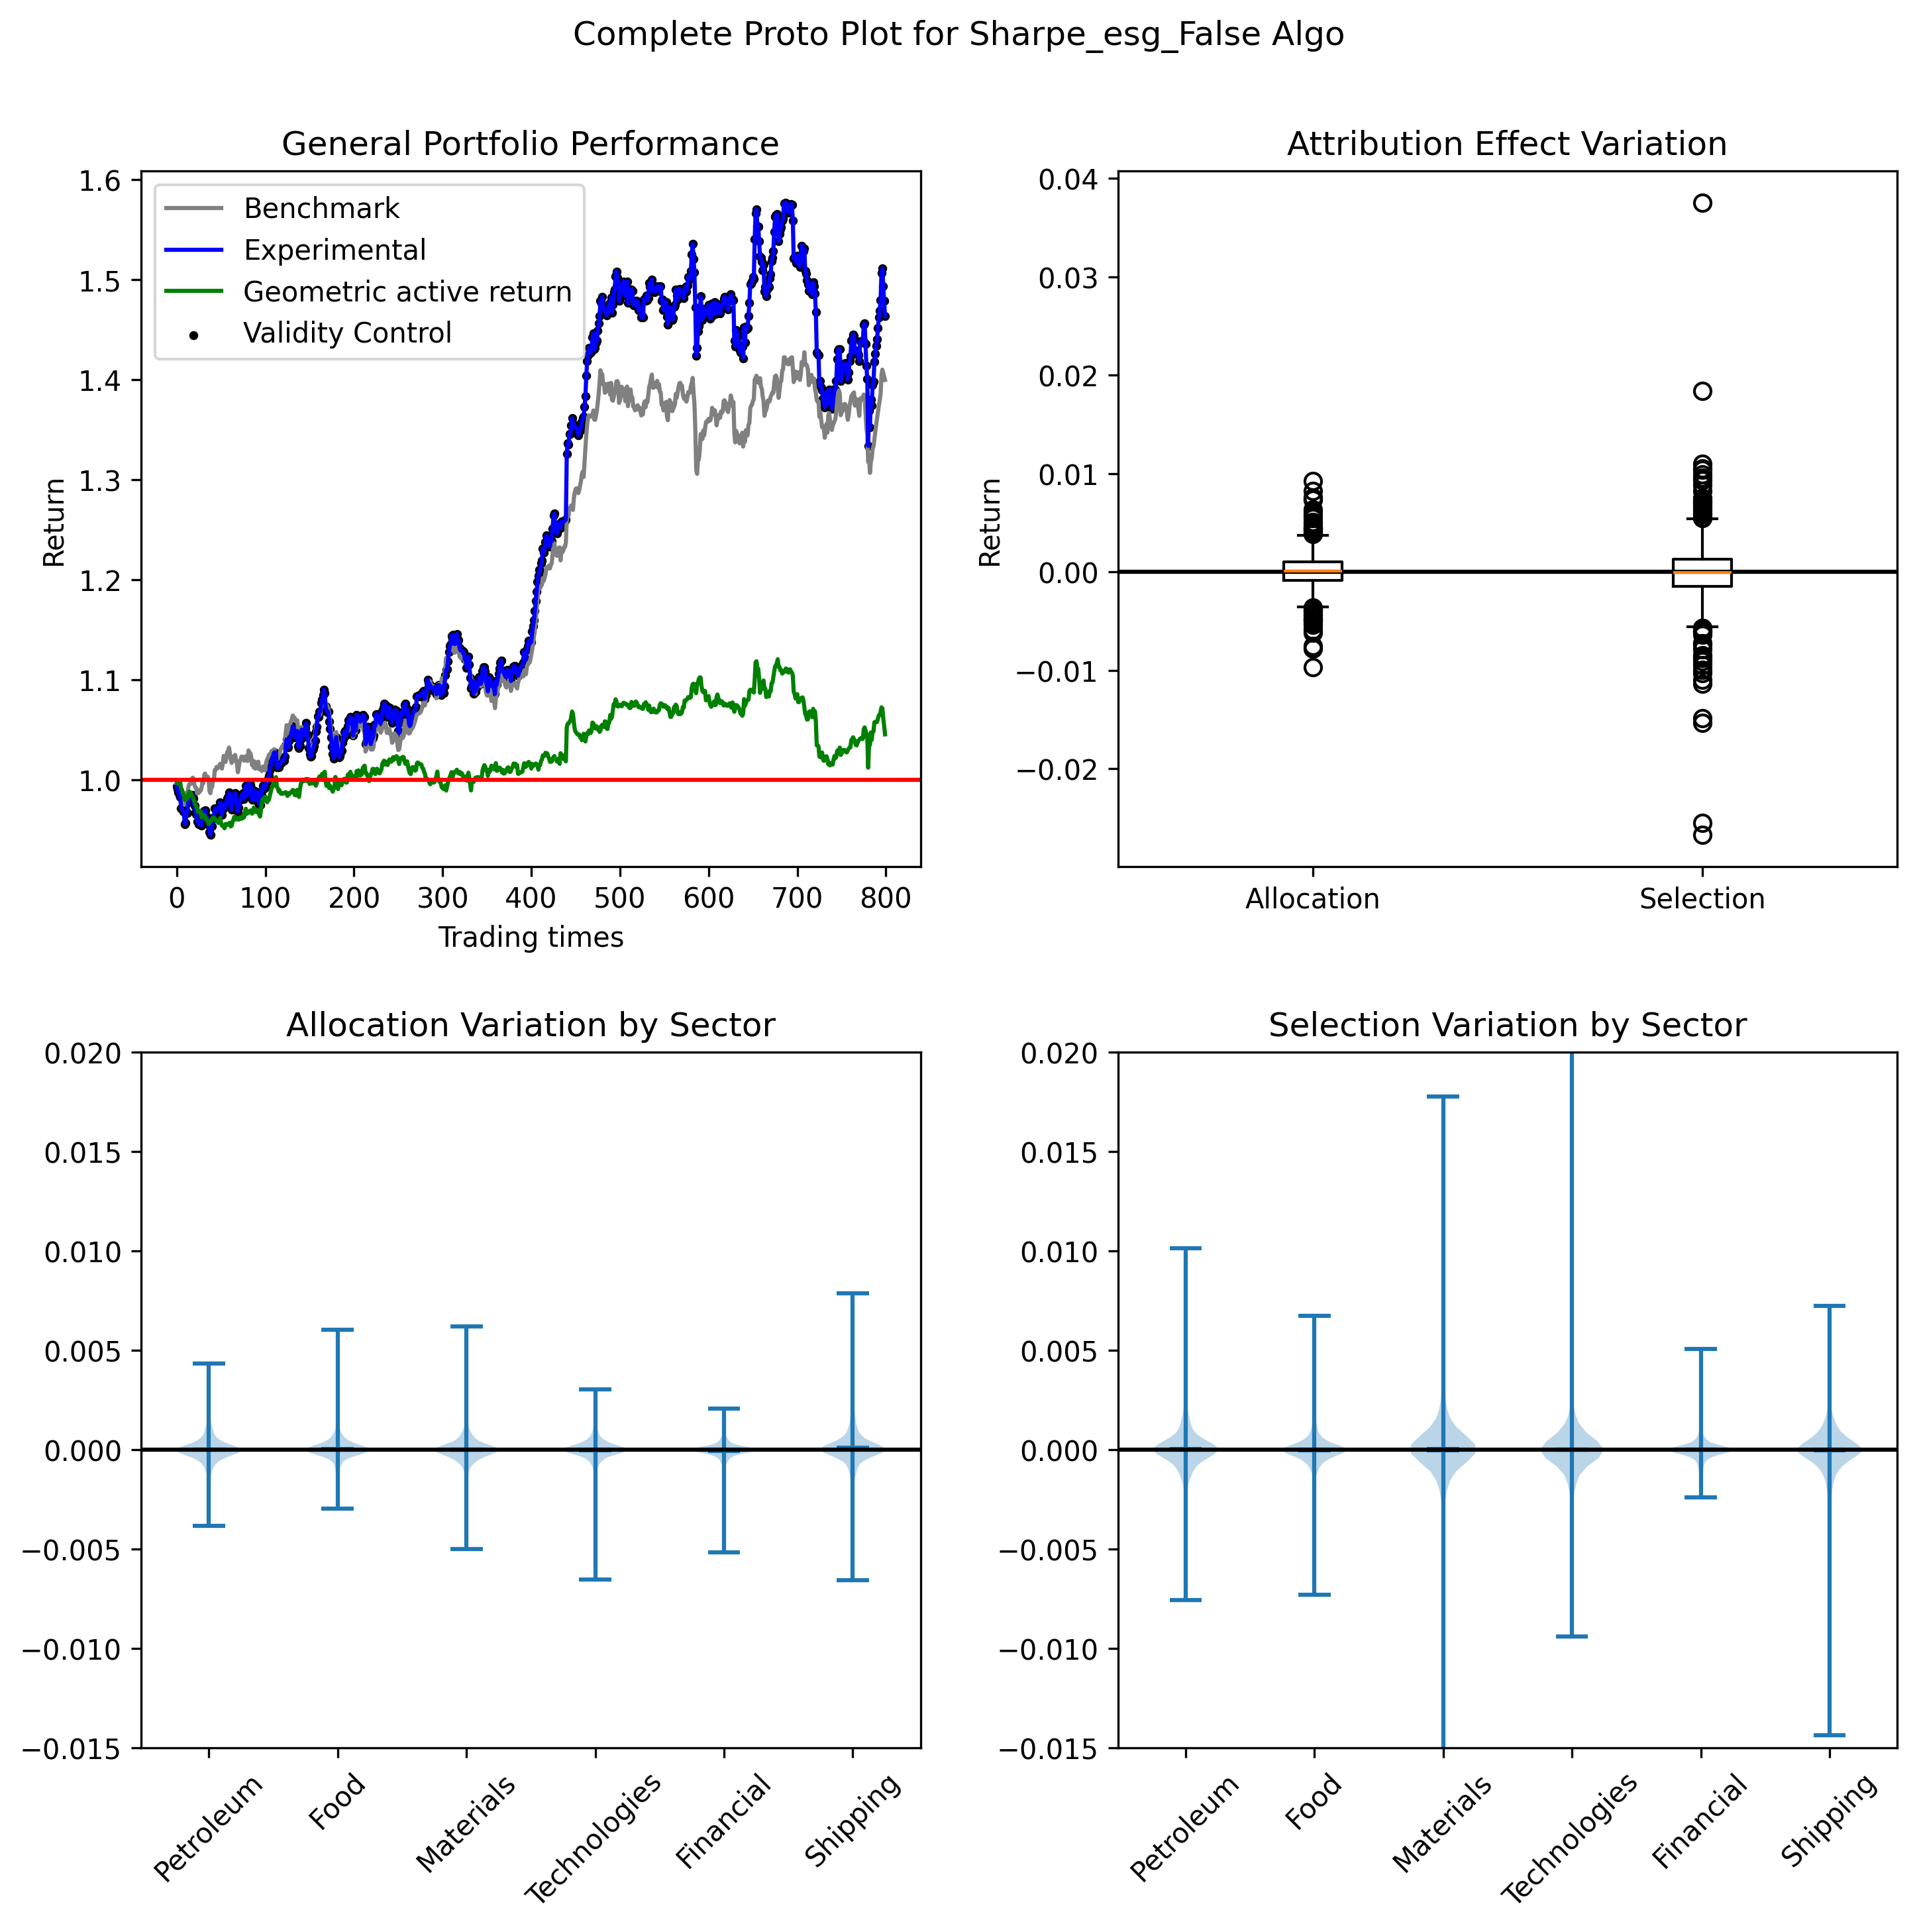 Complete Proto Plot for Sharpe_esg_False Algo
General Portfolio Performance
1.6
1.5
1.4
1.3
1.2
1.1
1.0
Return
Benchmark
Experimental
Geometric active return
Validity Control
0 100 200 300 400 500 600 700 800
Trading times
Attribution Effect Variation
0.04
0.03
0.02
0.01
0.00
−0.01
−0.02
Return
Allocation Selection
Allocation Variation by Sector
0.020
0.015
0.010
0.005
0.000
−0.005
−0.010
−0.015
Petroleum
Food
Materials
Technologies
Financial
Shipping
Selection Variation by Sector
0.020
0.015
0.010
0.005
0.000
−0.005
−0.010
−0.015
Petroleum
Food
Materials
Technologies
Financial
Shipping